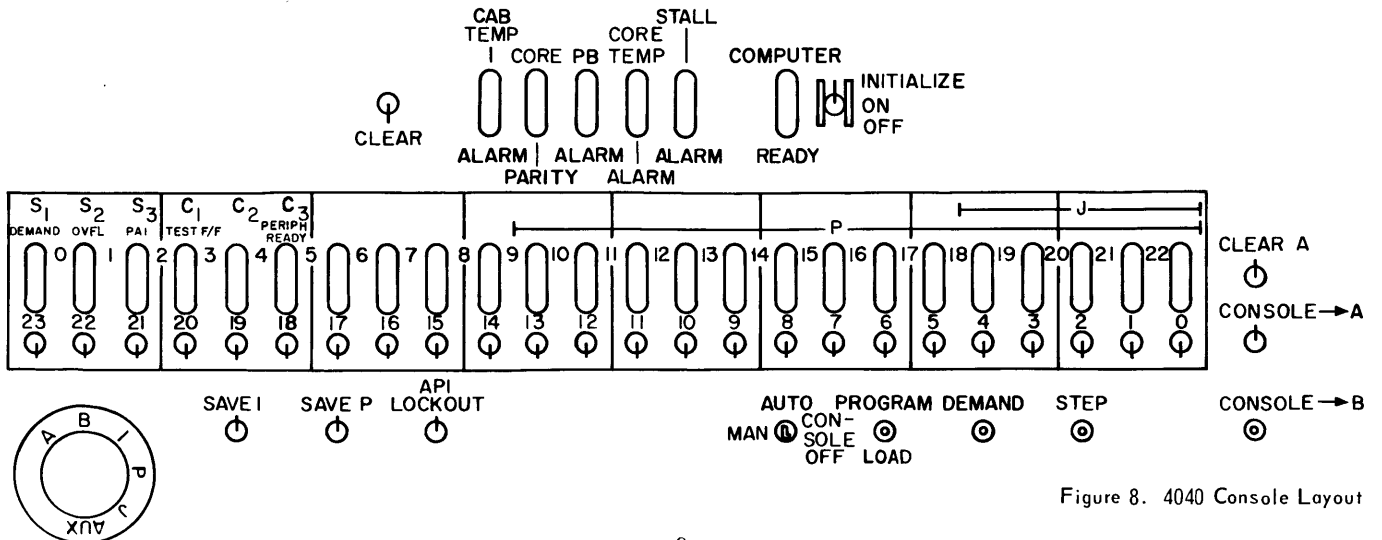 CAB TEMP
CORE
PB
CORE TEMP
STALL
COMPUTER
INITIALIZE
ON
OFF
CLEAR
ALARM
PARITY
ALARM
ALARM
ALARM
READY
S1 S2 S3 C1 C2 C3
DEMAND OVFL PAI TEST F/F PERIPH READY
J
P
0 1 2 3 4 5 6 7 8 9 10 11 12 13 14 15 16 17 18 19 20 21 22
23 22 21 20 19 18 17 16 15 14 13 12 11 10 9 8 7 6 5 4 3 2 1 0
CLEAR A
CONSOLE→A
CONSOLE→B
SAVE I
SAVE P
API LOCKOUT
AUTO
MAN
CON-
SOLE
OFF
PROGRAM
LOAD
DEMAND
STEP
A B I P J AUX
Figure 8. 4040 Console Layout